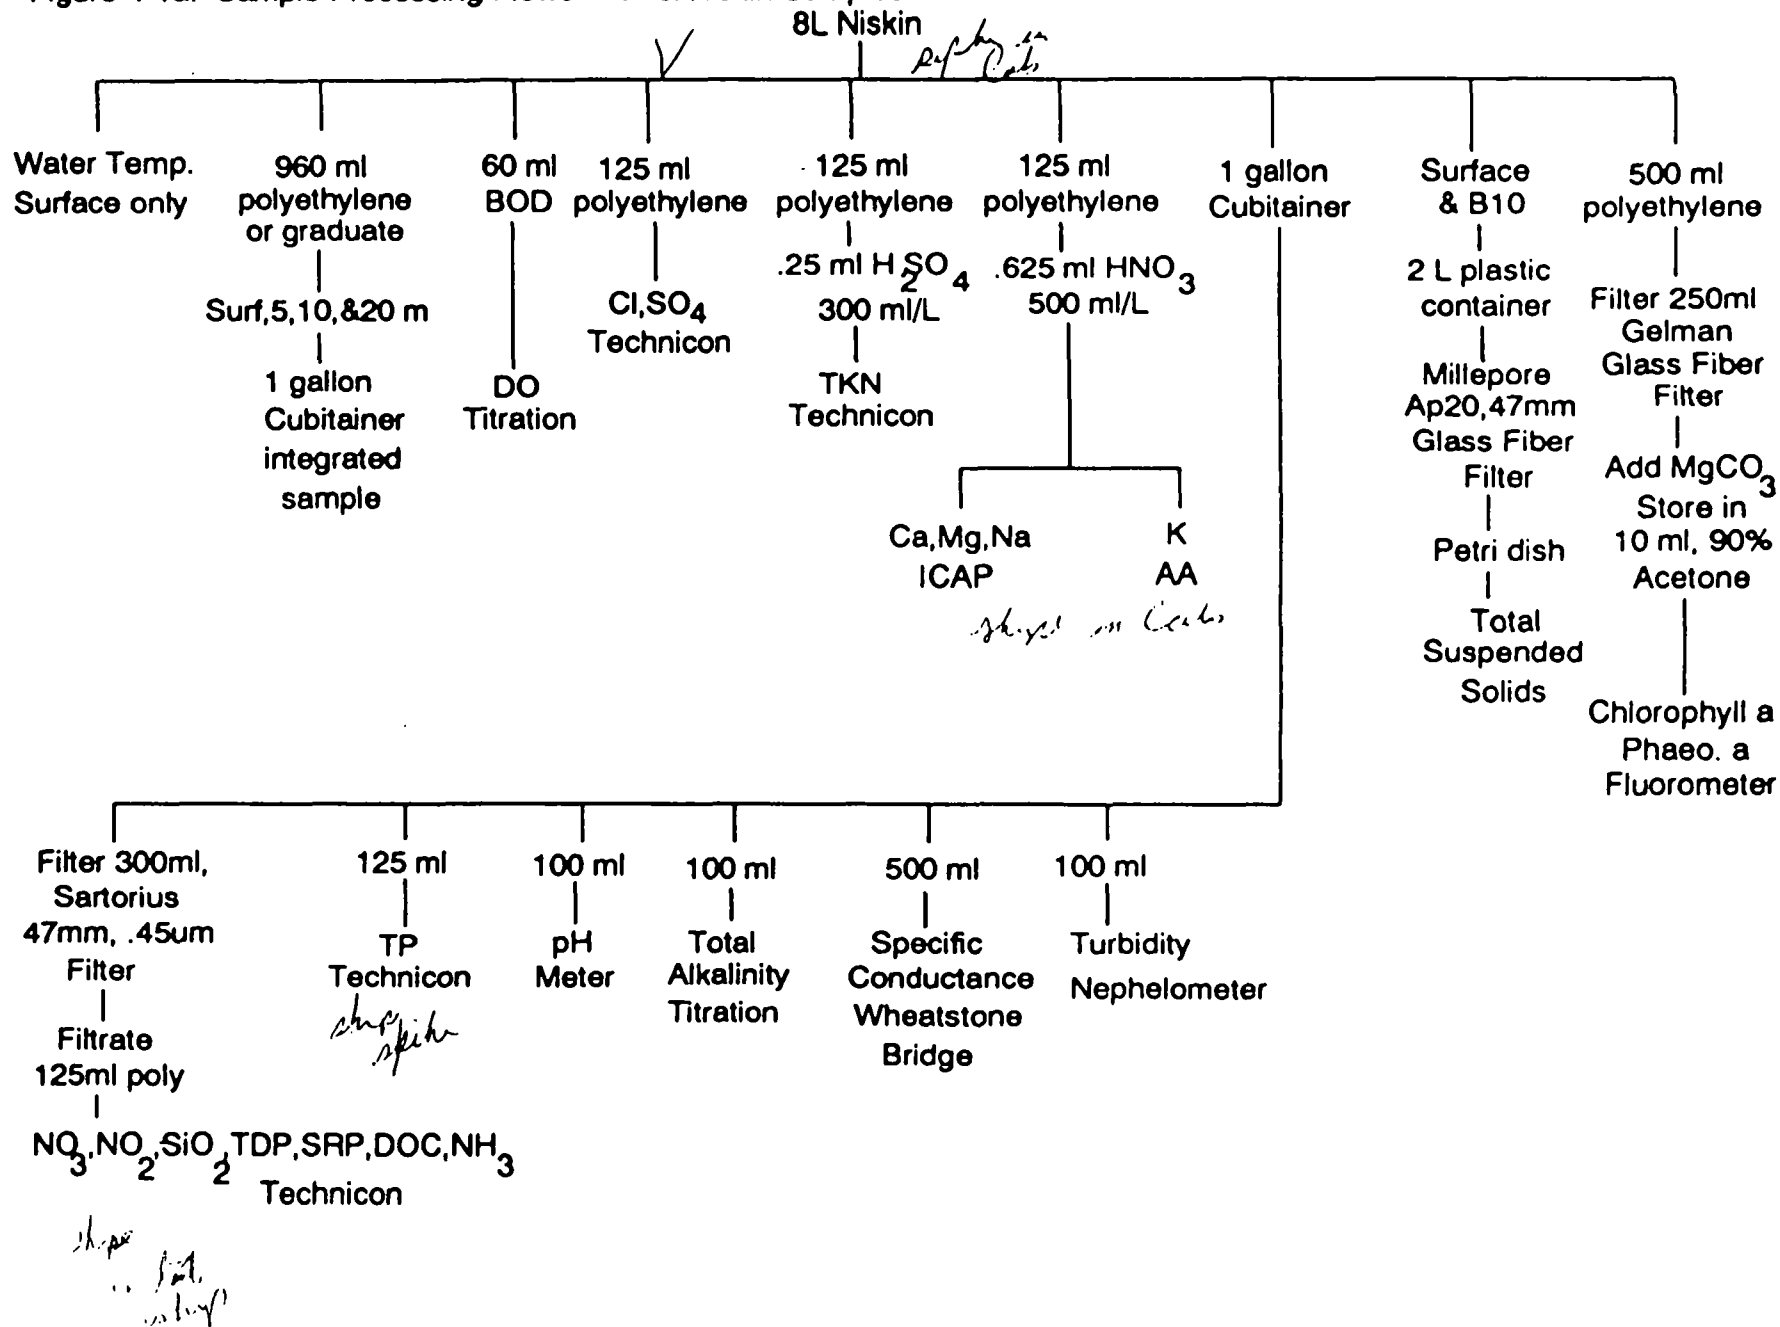 8L Niskin
Water Temp.
Surface only
960 ml
polyethylene
or graduate
Surf,5,10,&20 m
1 gallon
Cubitainer
integrated
sample
60 ml
BOD
DO
Titration
125 ml
polyethylene
Cl,SO4
Technicon
125 ml
polyethylene
.25 ml H2SO4
300 ml/L
TKN
Technicon
125 ml
polyethylene
.625 ml HNO3
500 ml/L
Ca,Mg,Na
ICAP
K
AA
1 gallon
Cubitainer
Surface
& B10
2 L plastic
container
Millepore
Ap20,47mm
Glass Fiber
Filter
Petri dish
Total
Suspended
Solids
500 ml
polyethylene
Filter 250ml
Gelman
Glass Fiber
Filter
Add MgCO3
Store in
10 ml, 90%
Acetone
Chlorophyll a
Phaeo. a
Fluorometer
Filter 300ml,
Sartorius
47mm, .45um
Filter
Filtrate
125ml poly
NO3,NO2,SiO2,TDP,SRP,DOC,NH3
Technicon
125 ml
TP
Technicon
100 ml
pH
Meter
100 ml
Total
Alkalinity
Titration
500 ml
Specific
Conductance
Wheatstone
Bridge
100 ml
Turbidity
Nephelometer